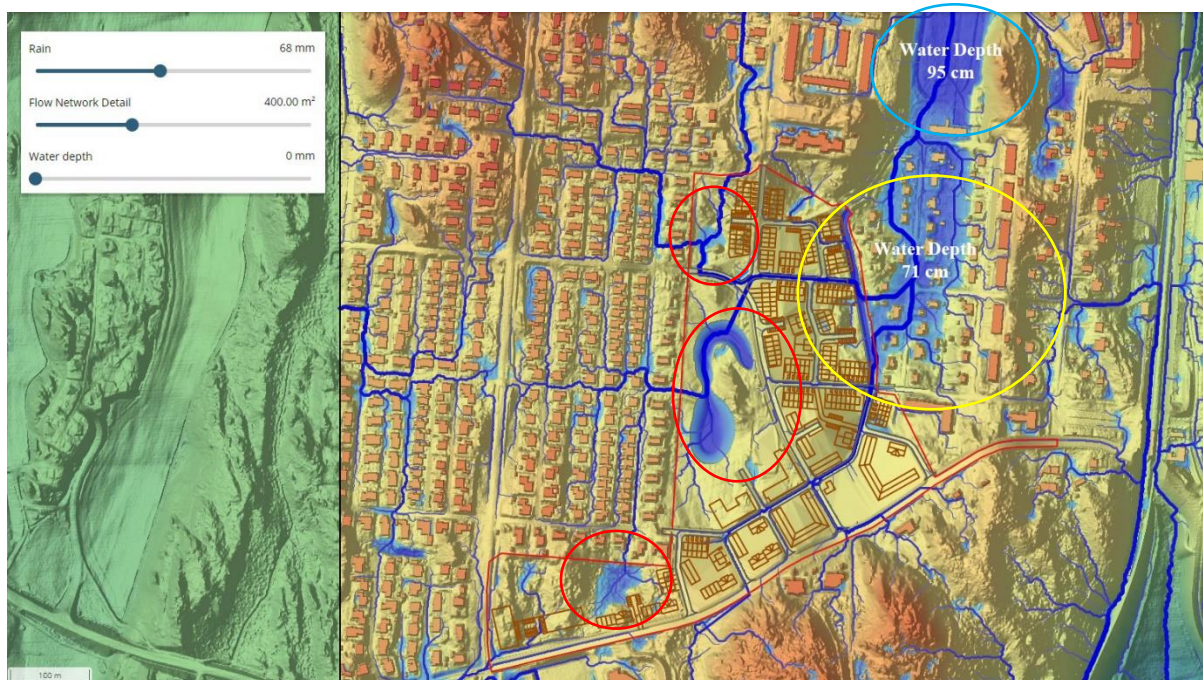 Rain 68 mm
Flow Network Detail 400.00 m²
Water depth 0 mm
Water Depth
95 cm
Water Depth
71 cm
100 m